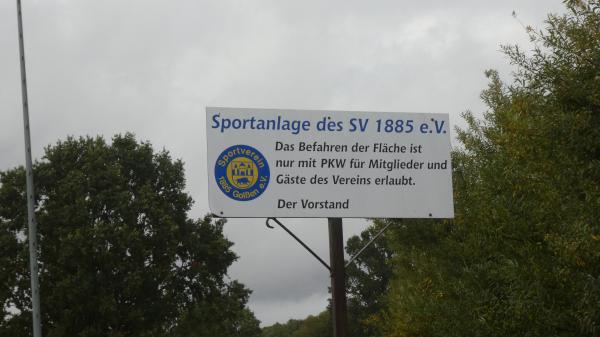 Sportanlage des SV 1885 e.V.
Das Befahren der Fläche ist
nur mit PKW für Mitglieder und
Gäste des Vereins erlaubt.
Der Vorstand
Sportverein
1885 Golßen e.V.